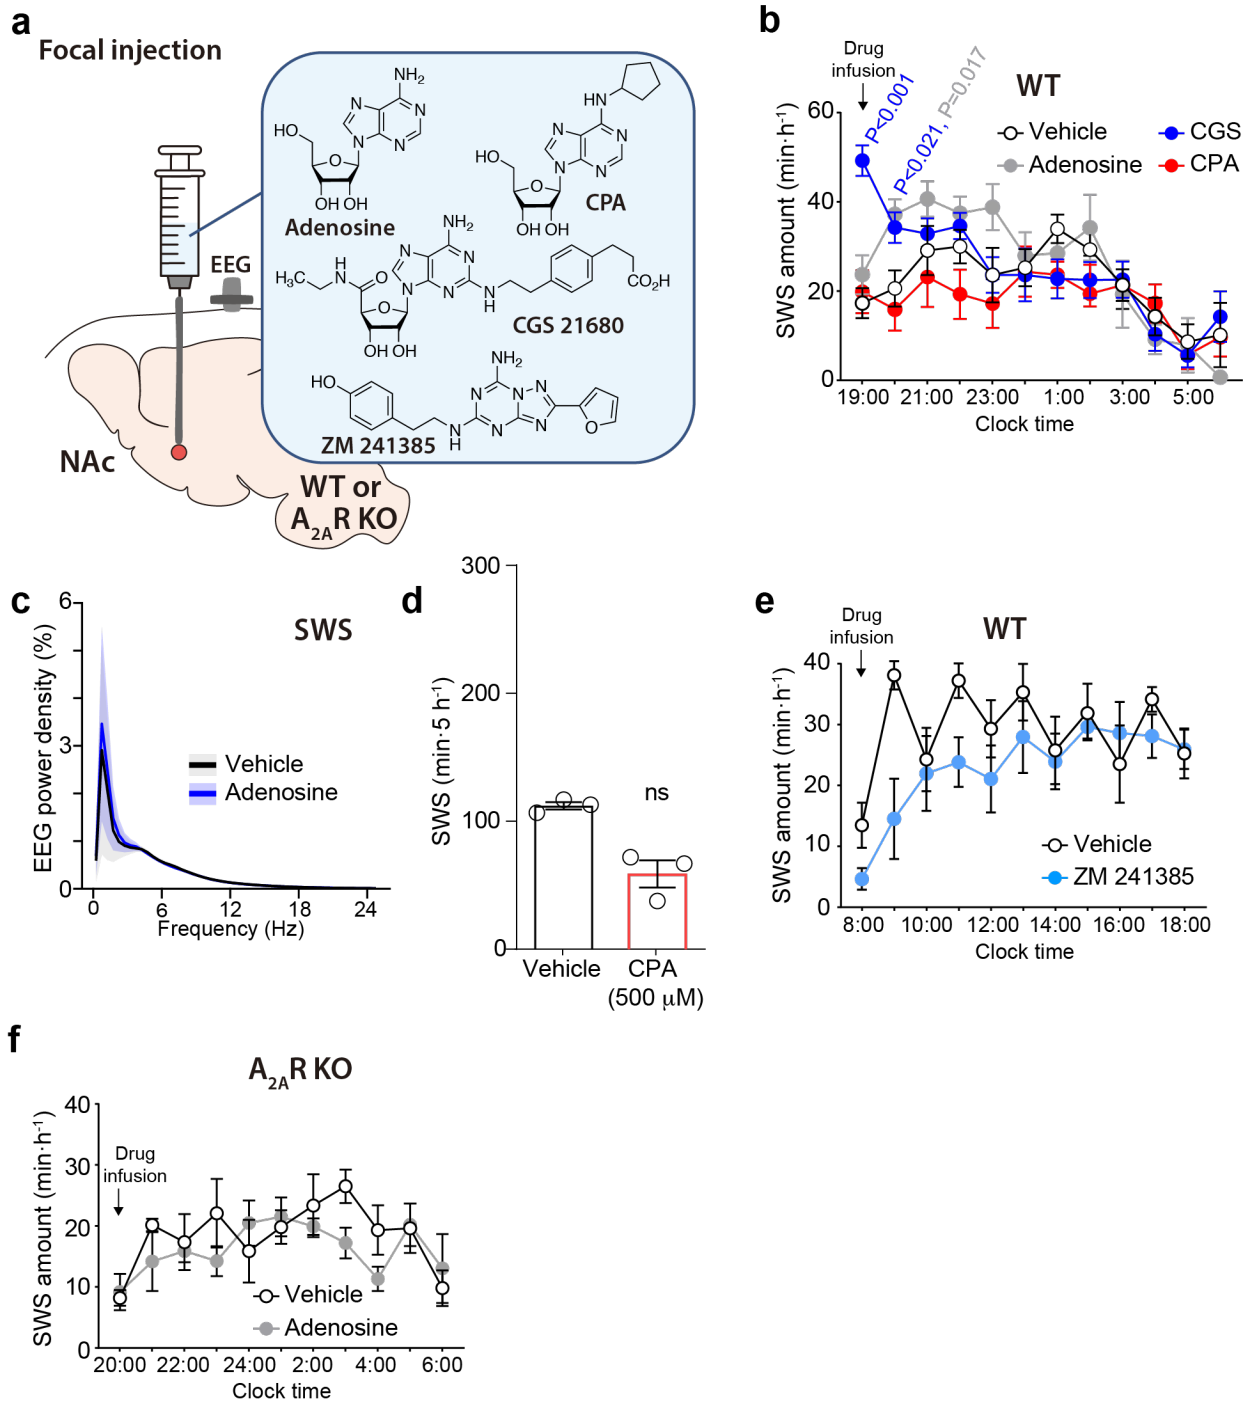 a
Focal injection
EEG
NAc
WT or
A2AR KO
NH2
N
N
N
N
HO
O
OH OH
Adenosine
HN
N
N
N
N
HO
O
OH OH
CPA
NH2
N
N
N
N
N
H
H3C
H
N
O
O
OH OH
CO2H
CGS 21680
NH2
N
N
N
N
N
N
HO
N
H
O
ZM 241385
b
Drug
infusion
P<0.001
P<0.021, P=0.017
WT
Vehicle
CGS
Adenosine
CPA
SWS amount (min·h-1)
60
40
20
0
19:00 21:00 23:00 1:00 3:00 5:00
Clock time
c
SWS
EEG power density (%)
6
3
0
Vehicle
Adenosine
0 6 12 18 24
Frequency (Hz)
d
SWS (min·5 h-1)
300
200
100
0
ns
Vehicle CPA
(500 μM)
e
Drug
infusion
WT
SWS amount (min·h-1)
40
30
20
10
0
Vehicle
ZM 241385
8:00 10:00 12:00 14:00 16:00 18:00
Clock time
f
A2AR KO
SWS amount (min·h-1)
40
30
20
10
0
Drug
infusion
Vehicle
Adenosine
20:00 22:00 24:00 2:00 4:00 6:00
Clock time